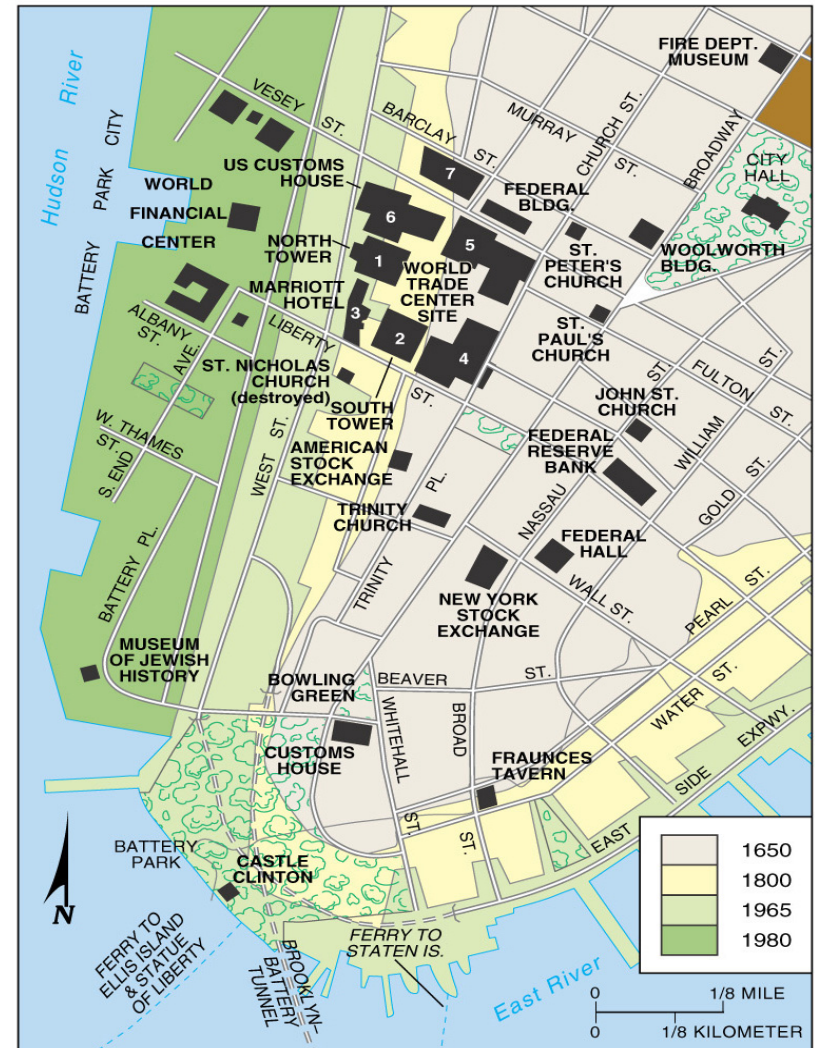 FIRE DEPT.
MUSEUM
Hudson River
VESEY
ST.
BARCLAY
ST.
MURRAY
ST.
CHURCH ST.
BROADWAY
CITY
HALL
BATTERY PARK CITY
US CUSTOMS
HOUSE
WORLD
FINANCIAL
CENTER
7
FEDERAL
BLDG.
6
5
NORTH
TOWER
1
WORLD
TRADE
CENTER
SITE
ST.
PETER'S
CHURCH
WOOLWORTH
BLDG.
MARRIOTT
HOTEL
3
2
4
ST.
PAUL'S
CHURCH
ALBANY
ST.
LIBERTY
ST.
ST. NICHOLAS
CHURCH
(destroyed)
SOUTH
TOWER
JOHN ST.
CHURCH
FULTON
ST.
ST.
WILLIAM
ST.
GOLD
ST.
S. END
AVE.
W. THAMES
ST.
WEST ST.
AMERICAN
STOCK
EXCHANGE
FEDERAL
RESERVE
BANK
TRINITY
CHURCH
TRINITY
PL.
NASSAU
FEDERAL
HALL
WALL ST.
NEW YORK
STOCK
EXCHANGE
PEARL ST.
BATTERY PL.
MUSEUM
OF JEWISH
HISTORY
BOWLING
GREEN
BEAVER
ST.
WHITEHALL
ST.
BROAD
ST.
WATER ST.
CUSTOMS
HOUSE
FRAUNCES
TAVERN
EAST SIDE EXPWY.
BATTERY
PARK
CASTLE
CLINTON
N
FERRY TO
ELLIS ISLAND
& STATUE
OF LIBERTY
BROOKLYN–
BATTERY
TUNNEL
FERRY TO
STATEN IS.
East River
1650
1800
1965
1980
0 1/8 MILE
0 1/8 KILOMETER